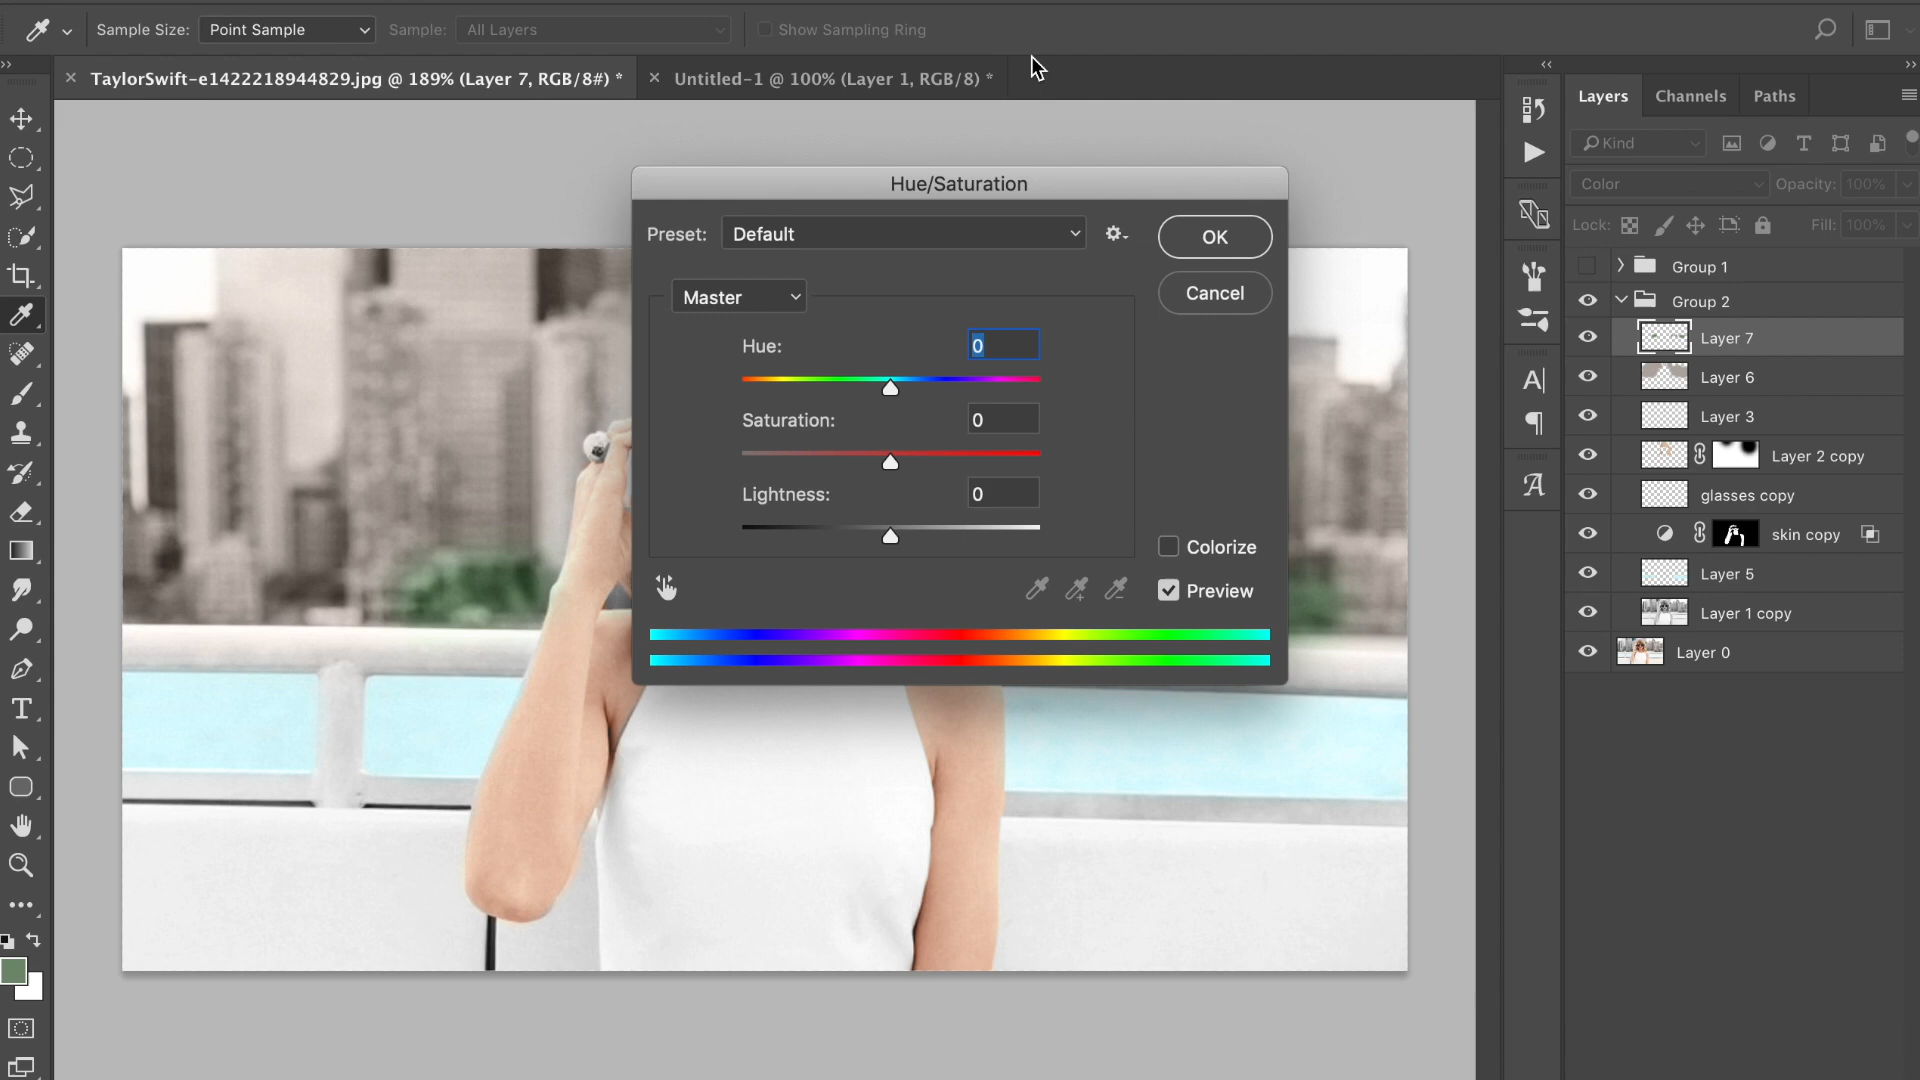 Sample Size: Point Sample Sample: All Layers Show Sampling Ring
TaylorSwift-e1422218944829.jpg @ 189% (Layer 7, RGB/8#) * Untitled-1 @ 100% (Layer 1, RGB/8) *
Hue/Saturation
Preset: Default
OK
Cancel
Master
Hue: 0
Saturation: 0
Lightness: 0
Colorize
Preview
Layers Channels Paths
Kind
Color Opacity: 100%
Lock: Fill: 100%
Group 1
Group 2
Layer 7
Layer 6
Layer 3
Layer 2 copy
glasses copy
skin copy
Layer 5
Layer 1 copy
Layer 0